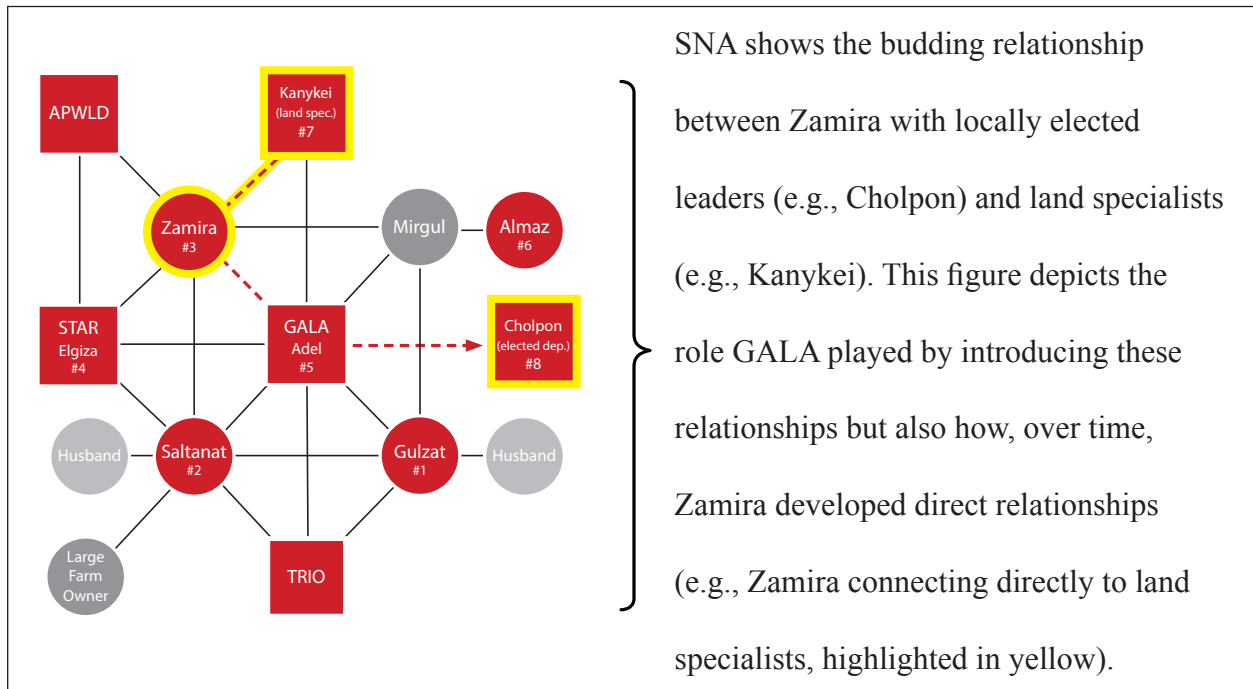 APWLD
Kanykei
(land spec.)
#7
Zamira
#3
Mirgul
Almaz
#6
STAR
Elgiza
#4
GALA
Adel
#5
Cholpon
(elected dep.)
#8
Husband
Saltanat
#2
Gulzat
#1
Husband
Large
Farm
Owner
TRIO
SNA shows the budding relationship
between Zamira with locally elected
leaders (e.g., Cholpon) and land specialists
(e.g., Kanykei). This figure depicts the
role GALA played by introducing these
relationships but also how, over time,
Zamira developed direct relationships
(e.g., Zamira connecting directly to land
specialists, highlighted in yellow).